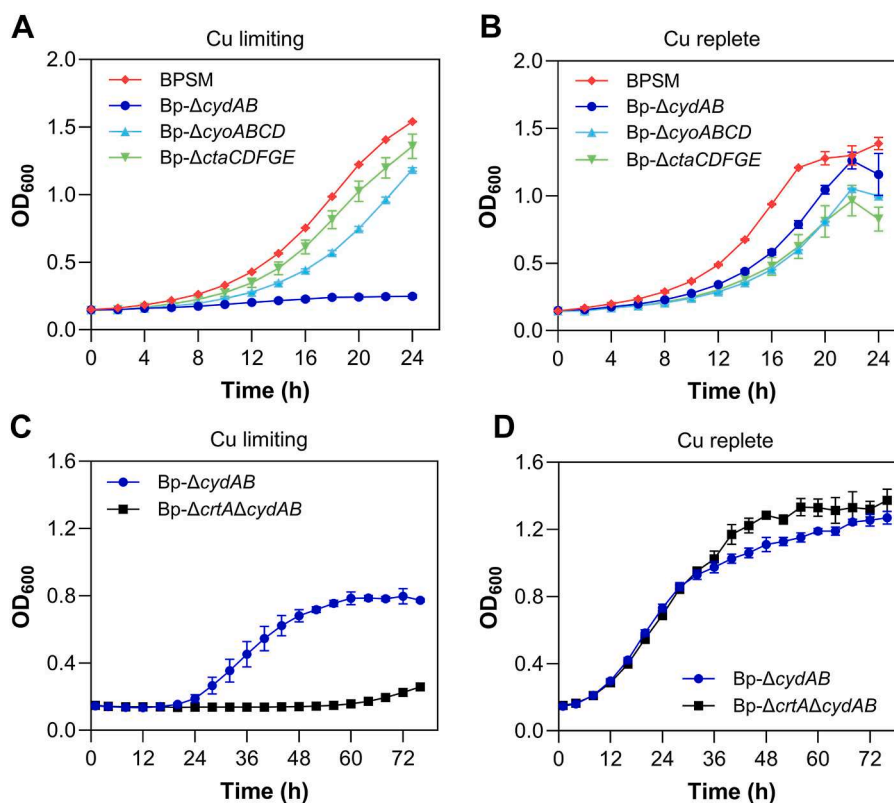 A
Cu limiting
BPSM
Bp-ΔcydAB
Bp-ΔcyoABCD
Bp-ΔctaCDFGE
OD600
2.0
1.5
1.0
0.5
0.0
0 4 8 12 16 20 24
Time (h)
B
Cu replete
BPSM
Bp-ΔcydAB
Bp-ΔcyoABCD
Bp-ΔctaCDFGE
OD600
2.0
1.5
1.0
0.5
0.0
0 4 8 12 16 20 24
Time (h)
C
Cu limiting
Bp-ΔcydAB
Bp-ΔcrtAΔcydAB
OD600
1.6
1.2
0.8
0.4
0.0
0 12 24 36 48 60 72
Time (h)
D
Cu replete
Bp-ΔcydAB
Bp-ΔcrtAΔcydAB
OD600
1.6
1.2
0.8
0.4
0.0
0 12 24 36 48 60 72
Time (h)